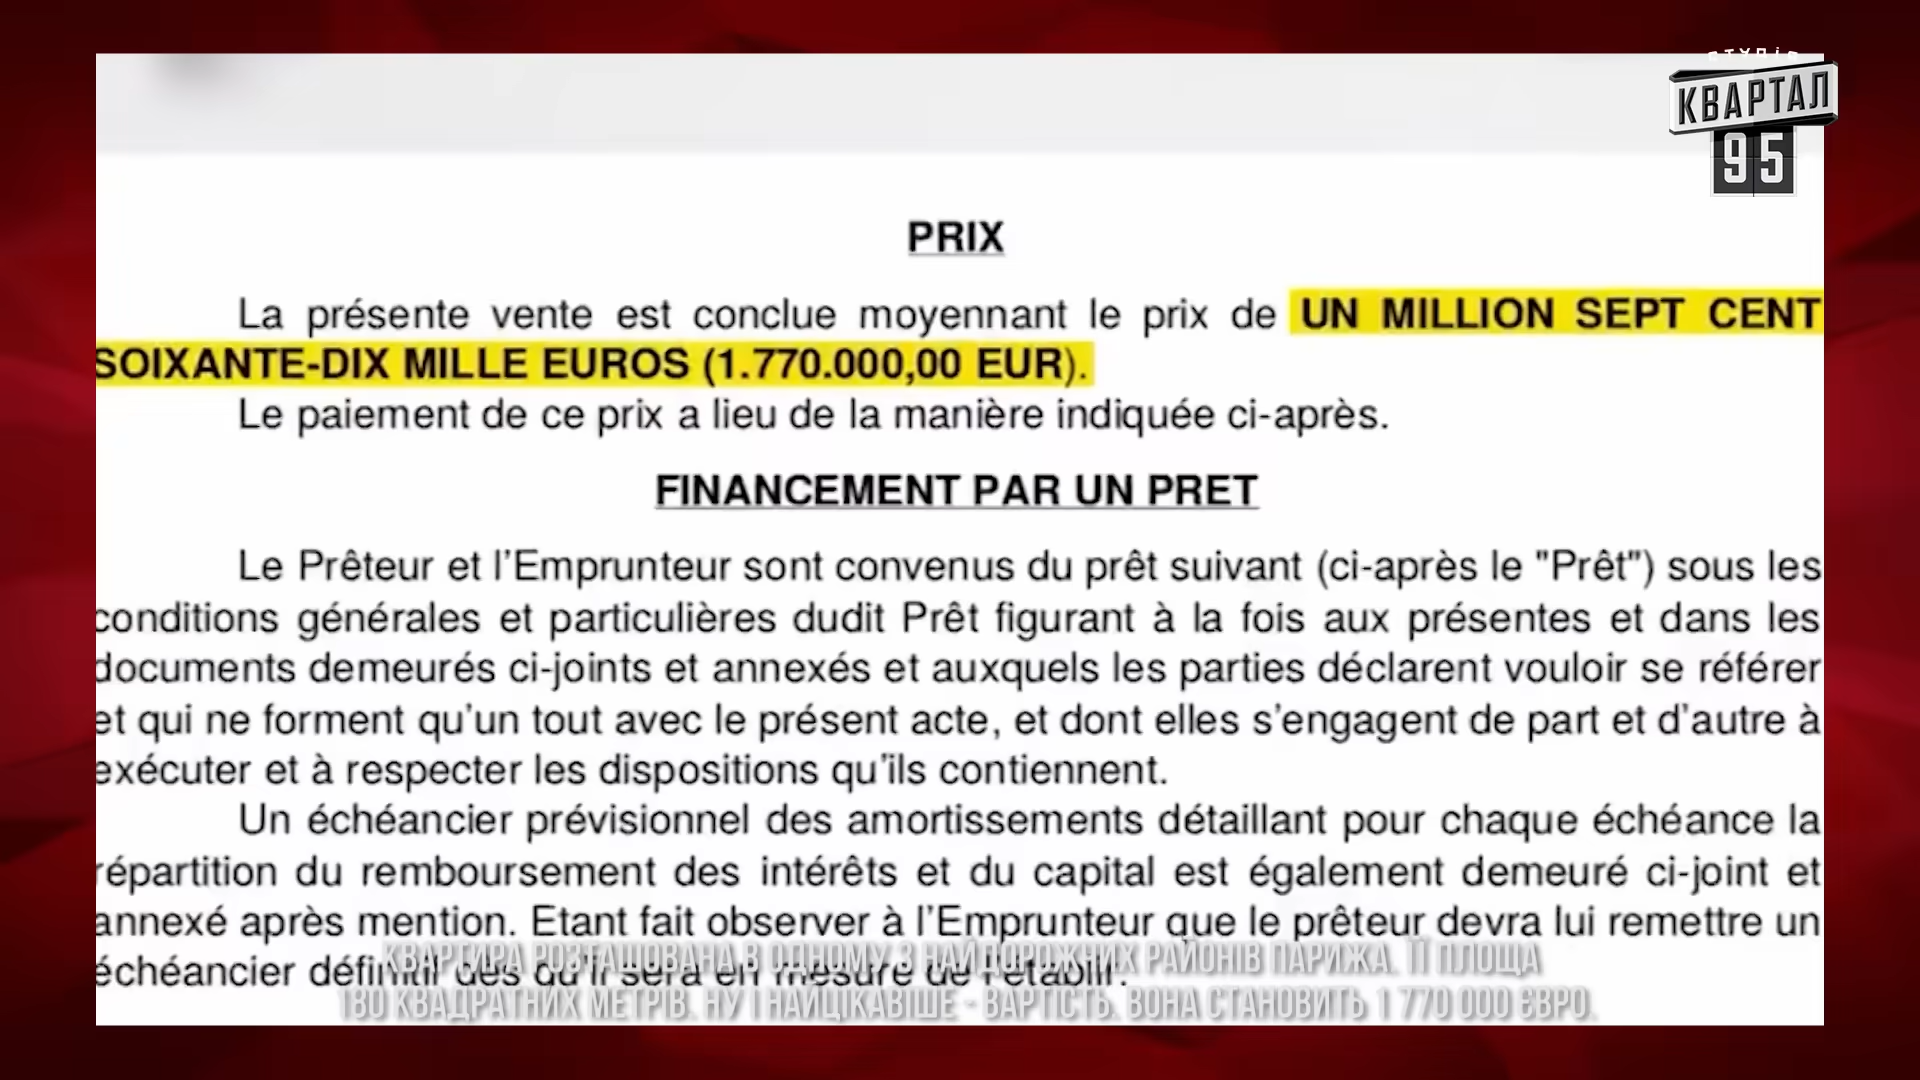 СТУДІЯ
КВАРТАЛ
95
PRIX
La présente vente est conclue moyennant le prix de UN MILLION SEPT CENT
SOIXANTE-DIX MILLE EUROS (1.770.000,00 EUR).
Le paiement de ce prix a lieu de la manière indiquée ci-après.
FINANCEMENT PAR UN PRET
Le Prêteur et l’Emprunteur sont convenus du prêt suivant (ci-après le "Prêt") sous les
conditions générales et particulières dudit Prêt figurant à la fois aux présentes et dans les
documents demeurés ci-joints et annexés et auxquels les parties déclarent vouloir se référer
et qui ne forment qu’un tout avec le présent acte, et dont elles s’engagent de part et d’autre à
exécuter et à respecter les dispositions qu’ils contiennent.
Un échéancier prévisionnel des amortissements détaillant pour chaque échéance la
répartition du remboursement des intérêts et du capital est également demeuré ci-joint et
annexé après mention. Etant fait observer à l’Emprunteur que le prêteur devra lui remettre un
échéancier définitif dès qu’il sera en mesure de l’établir.
КВАРТИРА РОЗТАШОВАНА В ОДНОМУ З НАЙДОРОЖЧИХ РАЙОНІВ ПАРИЖА. ЇЇ ПЛОЩА
180 КВАДРАТНИХ МЕТРІВ. НУ І НАЙЦІКАВІШЕ - ВАРТІСТЬ. ВОНА СТАНОВИТЬ 1 770 000 ЄВРО.